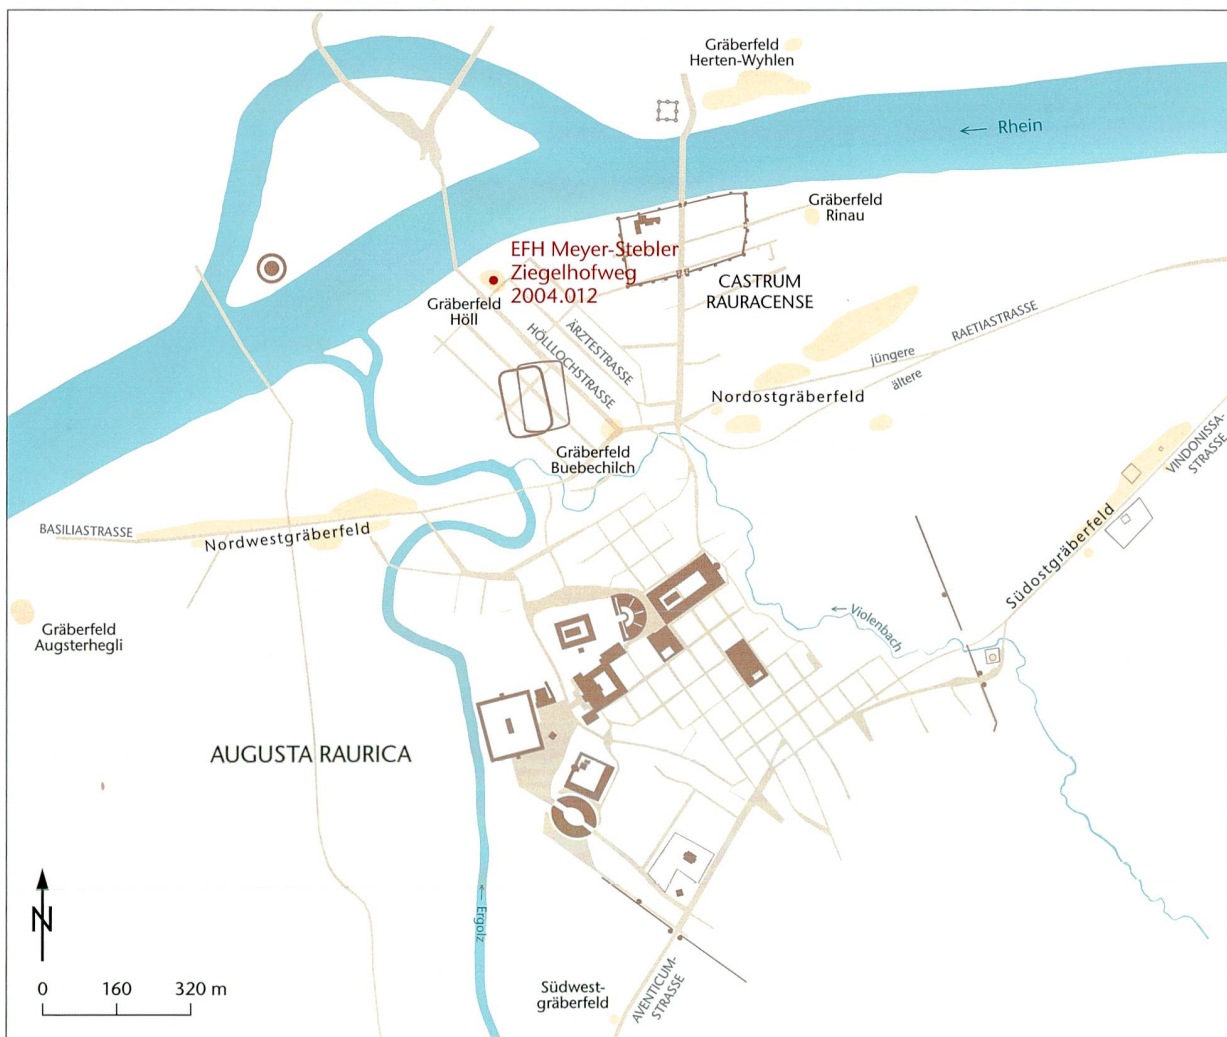 Gräberfeld
Herten-Wyhlen
← Rhein
Gräberfeld
Rinau
EFH Meyer-Stebler
Ziegelhofweg
2004.012
CASTRUM
RAURACENSE
Gräberfeld
Höll
HÖLLLOCHSTRASSE
ÄRZTESTRASSE
RAETIASTRASSE
jüngere
ältere
Nordostgräberfeld
Gräberfeld
Buebechilch
VINDONISSA-
STRASSE
BASILIASTRASSE
Nordwestgräberfeld
Südostgräberfeld
Gräberfeld
Augsterhegli
← Violenbach
AUGUSTA RAURICA
N
← Ergolz
0 160 320 m
Südwest-
gräberfeld
AVENTICUM-
STRASSE